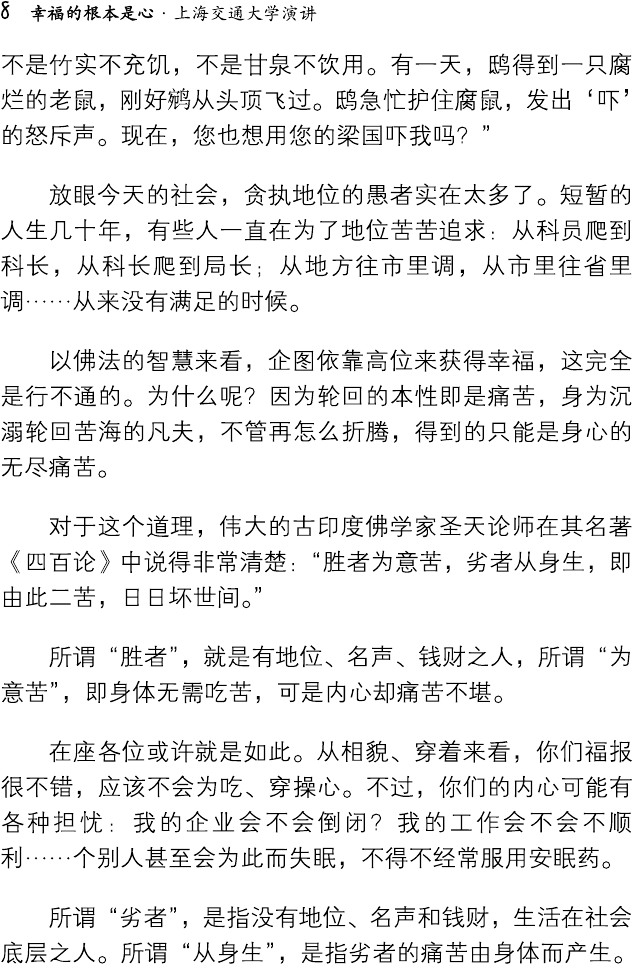 8 幸福的根本是心·上海交通大学演讲
不是竹实不充饥，不是甘泉不饮用。有一天，鸱得到一只腐
烂的老鼠，刚好鹓从头顶飞过。鸱急忙护住腐鼠，发出‘吓’
的怒斥声。现在，您也想用您的梁国吓我吗？”
放眼今天的社会，贪执地位的愚者实在太多了。短暂的
人生几十年，有些人一直在为了地位苦苦追求：从科员爬到
科长，从科长爬到局长；从地方往市里调，从市里往省里
调……从来没有满足的时候。
以佛法的智慧来看，企图依靠高位来获得幸福，这完全
是行不通的。为什么呢？因为轮回的本性即是痛苦，身为沉
溺轮回苦海的凡夫，不管再怎么折腾，得到的只能是身心的
无尽痛苦。
对于这个道理，伟大的古印度佛学家圣天论师在其名著
《四百论》中说得非常清楚：“胜者为意苦，劣者从身生，即
由此二苦，日日坏世间。”
所谓“胜者”，就是有地位、名声、钱财之人，所谓“为
意苦”，即身体无需吃苦，可是内心却痛苦不堪。
在座各位或许就是如此。从相貌、穿着来看，你们福报
很不错，应该不会为吃、穿操心。不过，你们的内心可能有
各种担忧：我的企业会不会倒闭？我的工作会不会不顺
利……个别人甚至会为此而失眠，不得不经常服用安眠药。
所谓“劣者”，是指没有地位、名声和钱财，生活在社会
底层之人。所谓“从身生”，是指劣者的痛苦由身体而产生。